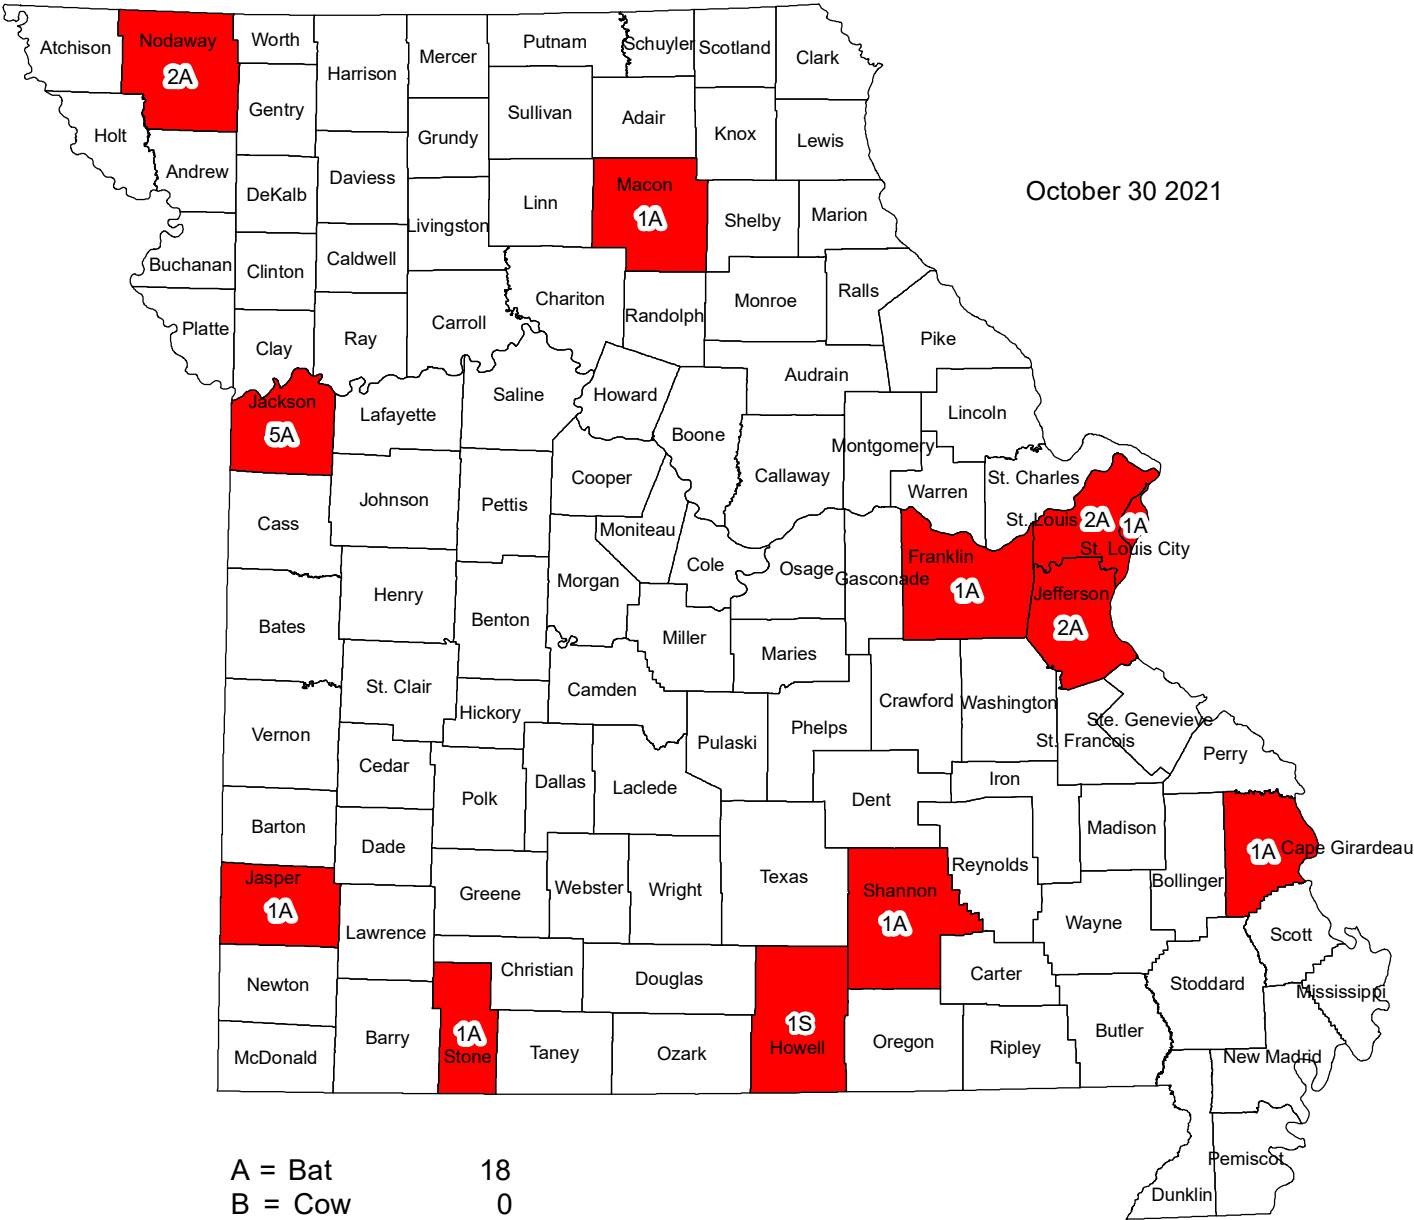 Atchison
Nodaway
2A
Worth
Harrison
Mercer
Putnam
Schuyler
Scotland
Clark
Gentry
Sullivan
Adair
Knox
Lewis
Holt
Andrew
DeKalb
Daviess
Grundy
Linn
Macon
1A
Shelby
Marion
October 30 2021
Livingston
Buchanan
Clinton
Caldwell
Chariton
Randolph
Monroe
Ralls
Platte
Clay
Ray
Carroll
Pike
Jackson
5A
Lafayette
Saline
Howard
Audrain
Boone
Lincoln
Montgomery
Callaway
Cooper
St. Charles
Warren
Johnson
Pettis
Cass
Moniteau
St. Louis
2A
1A
St. Louis City
Cole
Osage
Gasconade
Franklin
1A
Jefferson
2A
Henry
Morgan
Benton
Bates
Miller
Maries
St. Clair
Camden
Hickory
Crawford
Washington
Ste. Genevieve
St. Francois
Vernon
Pulaski
Phelps
Perry
Cedar
Dallas
Laclede
Polk
Dent
Iron
Barton
Dade
Madison
1A
Cape Girardeau
Jasper
1A
Greene
Webster
Wright
Texas
Shannon
1A
Reynolds
Bollinger
Lawrence
Wayne
Scott
Newton
Christian
Douglas
Carter
Stoddard
Mississippi
McDonald
Barry
1A
Stone
Taney
Ozark
1S
Howell
Oregon
Ripley
Butler
New Madrid
Pemiscot
Dunklin
A = Bat 18
B = Cow 0